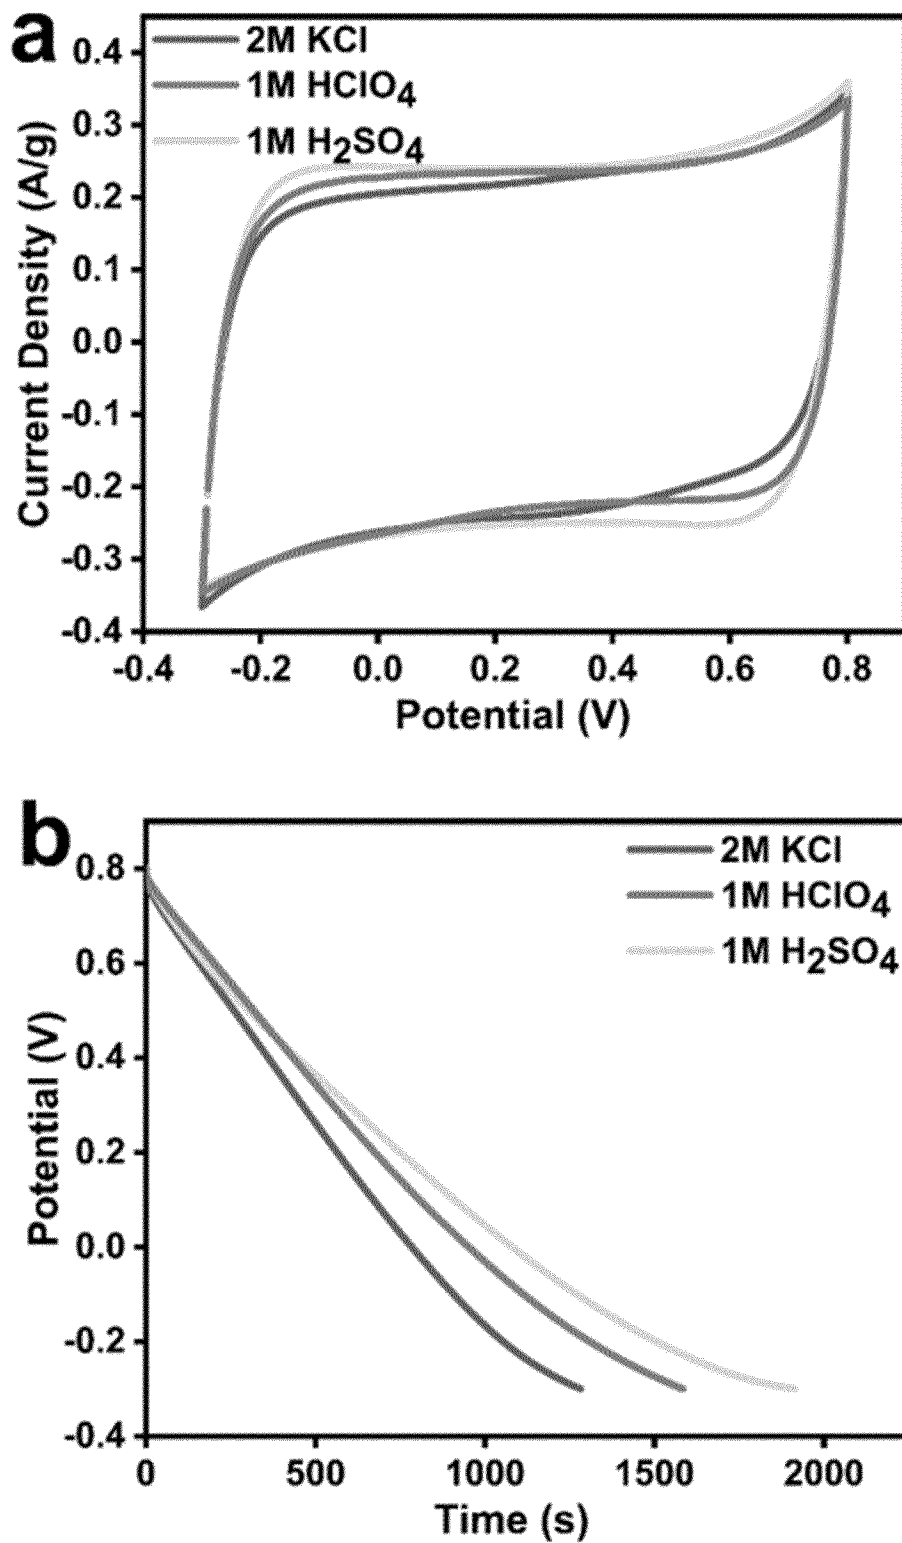 a
2M KCl
1M HClO4
1M H2SO4
0.4
0.3
0.2
0.1
0.0
-0.1
-0.2
-0.3
-0.4
Current Density (A/g)
-0.4 -0.2 0.0 0.2 0.4 0.6 0.8
Potential (V)
b
2M KCl
1M HClO4
1M H2SO4
0.8
0.6
0.4
0.2
0.0
-0.2
-0.4
Potential (V)
0 500 1000 1500 2000
Time (s)